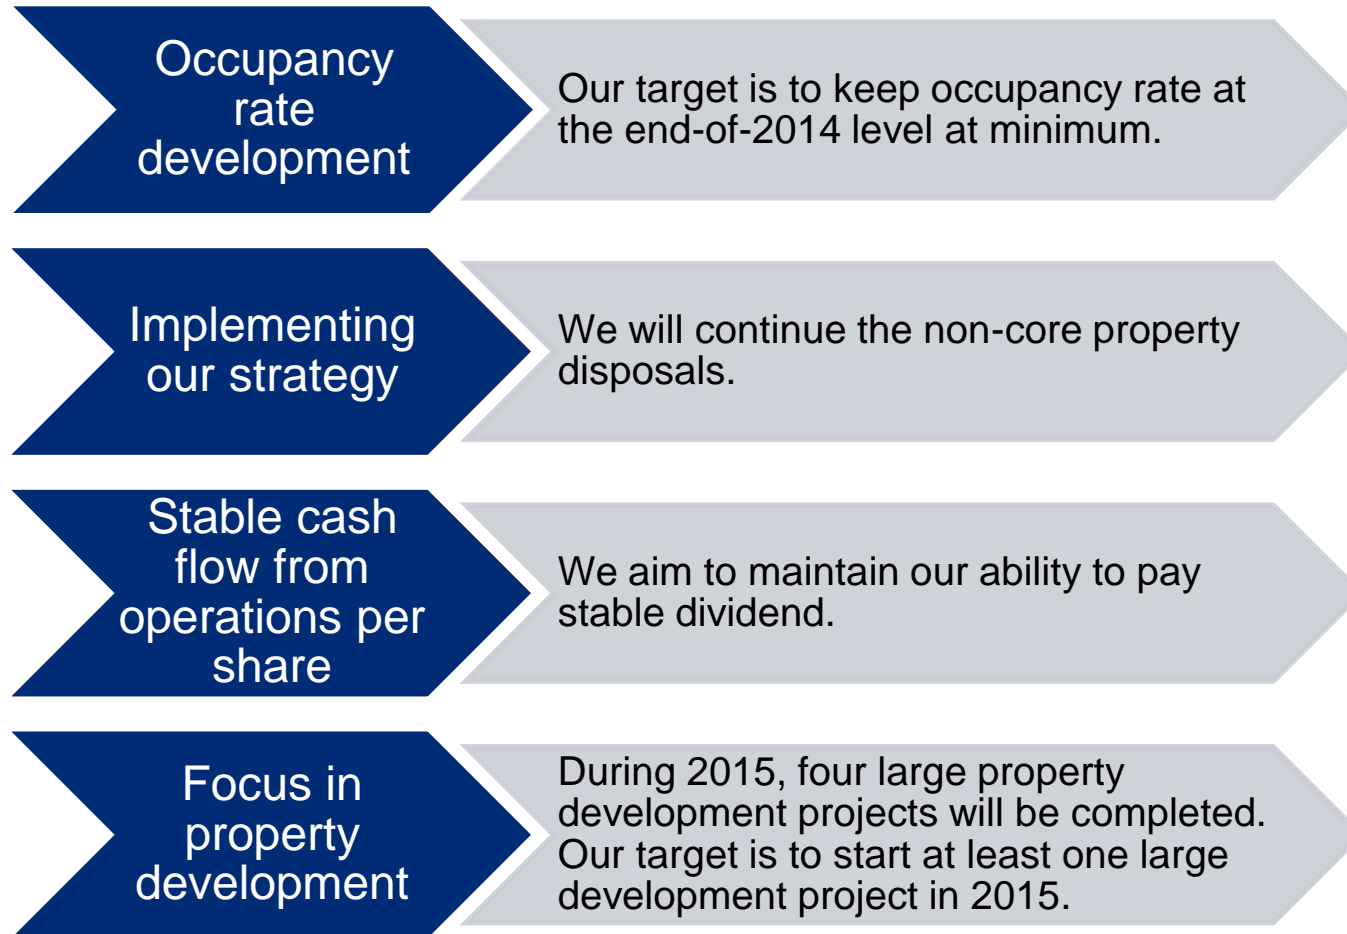 Occupancy
rate
development
Our target is to keep occupancy rate at
the end-of-2014 level at minimum.
Implementing
our strategy
We will continue the non-core property
disposals.
Stable cash
flow from
operations per
share
We aim to maintain our ability to pay
stable dividend.
Focus in
property
development
During 2015, four large property
development projects will be completed.
Our target is to start at least one large
development project in 2015.